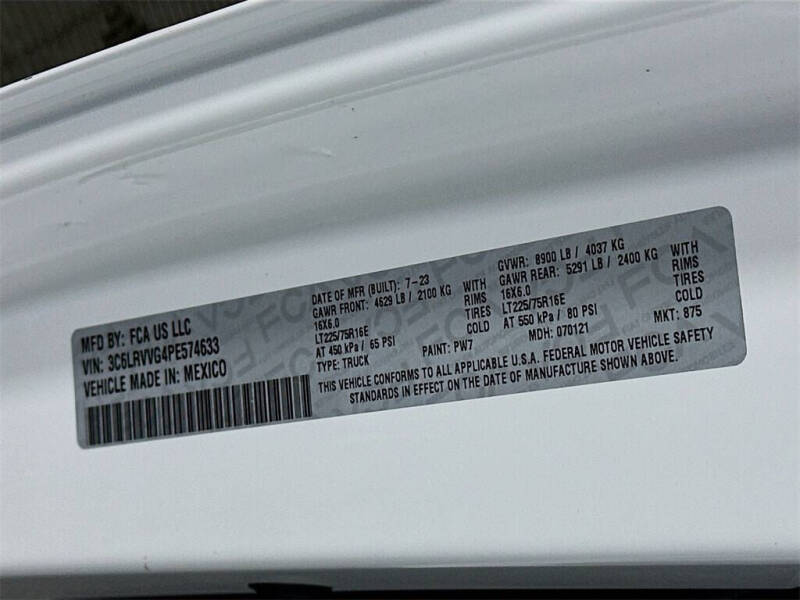 MFD BY: FCA US LLC
VIN: 3C6LRVVG4PE574633
VEHICLE MADE IN: MEXICO
DATE OF MFR (BUILT): 7-23
GAWR FRONT: 4629 LB / 2100 KG WITH
16X6.0 RIMS
LT225/75R16E TIRES
AT 450 kPa / 65 PSI COLD
TYPE: TRUCK PAINT: PW7
GVWR: 8900 LB / 4037 KG
GAWR REAR: 5291 LB / 2400 KG WITH
16X6.0 RIMS
LT225/75R16E TIRES
AT 550 kPa / 80 PSI COLD
MDH: 070121 MKT: 875
THIS VEHICLE CONFORMS TO ALL APPLICABLE U.S.A. FEDERAL MOTOR VEHICLE SAFETY
STANDARDS IN EFFECT ON THE DATE OF MANUFACTURE SHOWN ABOVE.